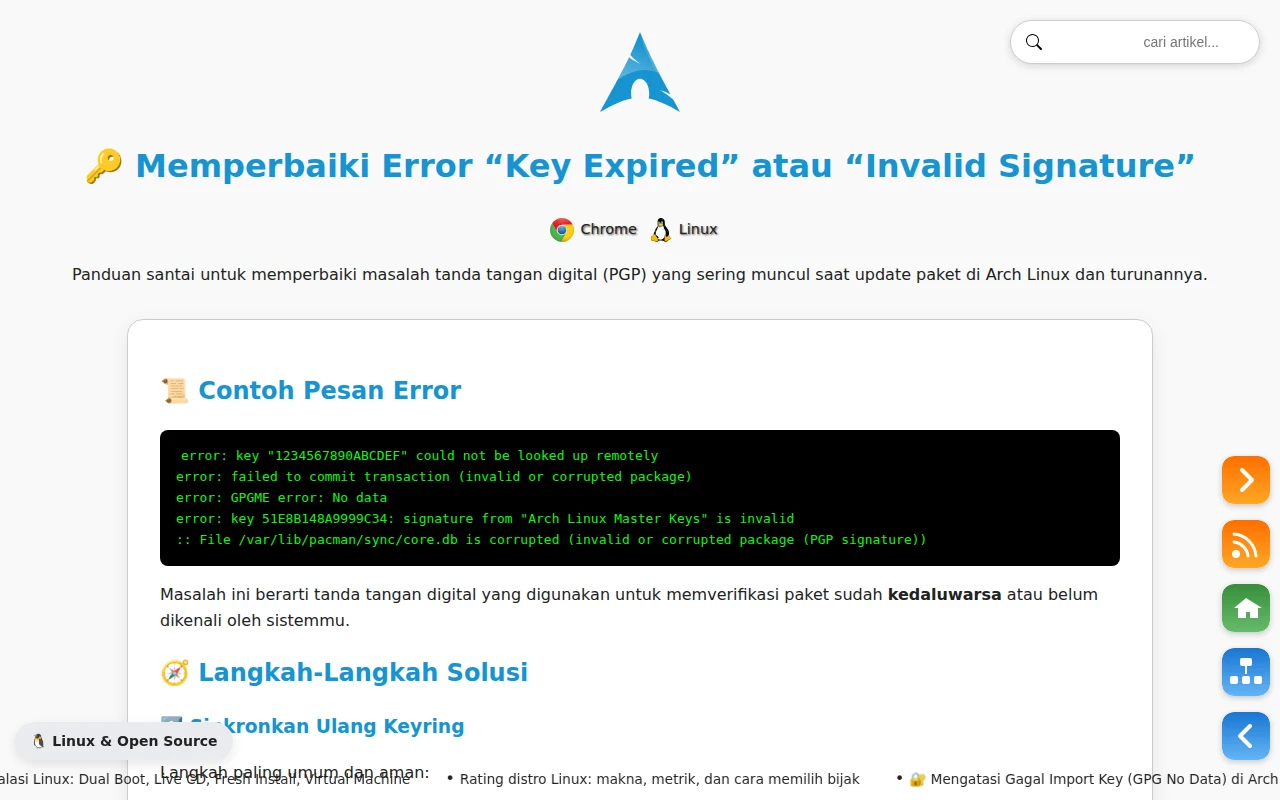 cari artikel...
🔑 Memperbaiki Error “Key Expired” atau “Invalid Signature”
Chrome Linux
Panduan santai untuk memperbaiki masalah tanda tangan digital (PGP) yang sering muncul saat update paket di Arch Linux dan turunannya.
📜 Contoh Pesan Error
error: key "1234567890ABCDEF" could not be looked up remotely
error: failed to commit transaction (invalid or corrupted package)
error: GPGME error: No data
error: key 51E8B148A9999C34: signature from "Arch Linux Master Keys" is invalid
:: File /var/lib/pacman/sync/core.db is corrupted (invalid or corrupted package (PGP signature))
Masalah ini berarti tanda tangan digital yang digunakan untuk memverifikasi paket sudah kedaluwarsa atau belum
dikenali oleh sistemmu.
🧭 Langkah-Langkah Solusi
Sinkronkan Ulang Keyring
🐧 Linux & Open Source
Langkah paling umum dan aman:
alasi Linux: Dual Boot, Live CD, Fresh Install, Virtual Machine • Rating distro Linux: makna, metrik, dan cara memilih bijak • 🔐 Mengatasi Gagal Import Key (GPG No Data) di Arch